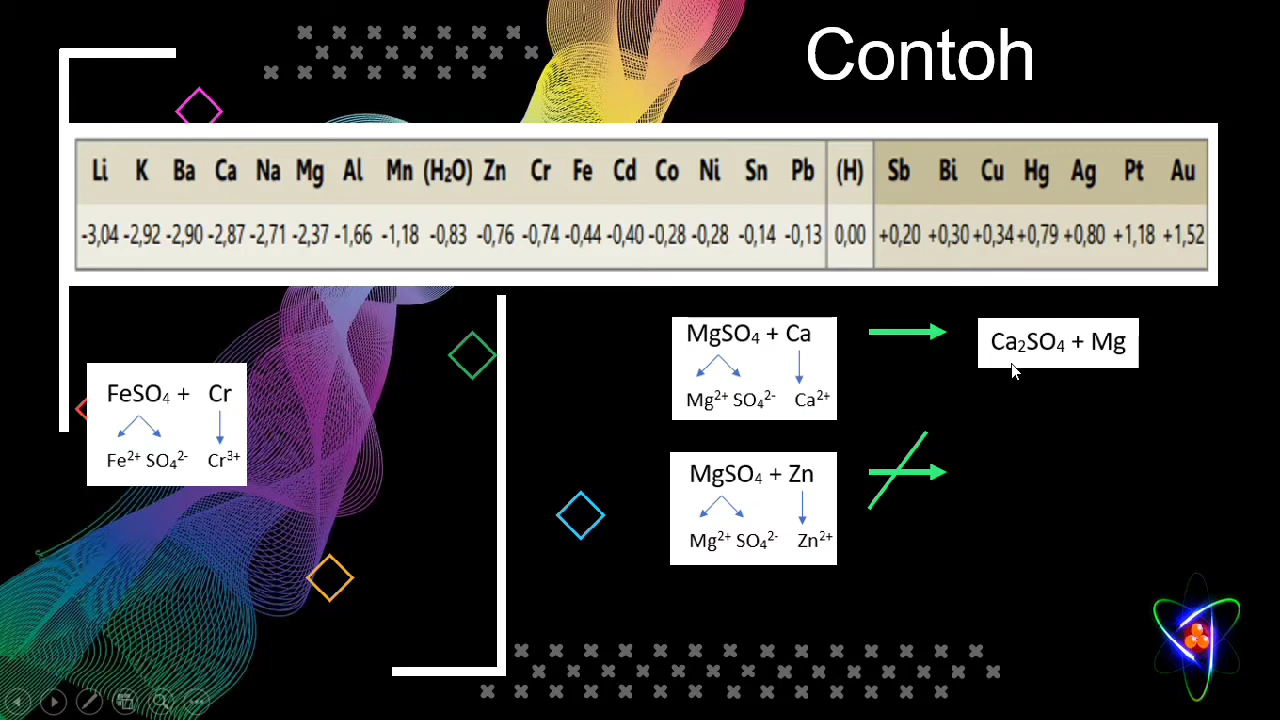 Contoh
Li K Ba Ca Na Mg Al Mn (H₂O) Zn Cr Fe Cd Co Ni Sn Pb (H) Sb Bi Cu Hg Ag Pt Au
-3,04 -2,92 -2,90 -2,87 -2,71 -2,37 -1,66 -1,18 -0,83 -0,76 -0,74 -0,44 -0,40 -0,28 -0,28 -0,14 -0,13 0,00 +0,20 +0,30 +0,34 +0,79 +0,80 +1,18 +1,52
FeSO₄ + Cr
Fe²⁺ SO₄²⁻ Cr³⁺
MgSO₄ + Ca
Mg²⁺ SO₄²⁻ Ca²⁺
Ca₂SO₄ + Mg
MgSO₄ + Zn
Mg²⁺ SO₄²⁻ Zn²⁺